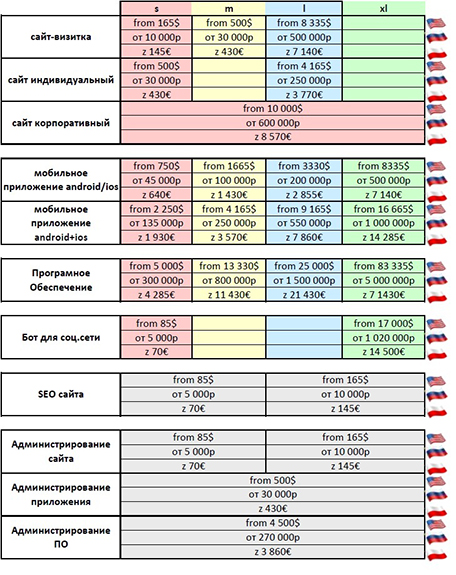 s m l xl
сайт-визитка
from 165$ from 500$ from 8 335$
от 10 000р от 30 000р от 500 000р
z 145€ z 430€ z 7 140€
сайт индивидуальный
from 500$ from 4 165$
от 30 000р от 250 000р
z 430€ z 3 770€
сайт корпоративный
from 10 000$
от 600 000р
z 8 570€
мобильное
приложение android/ios
from 750$ from 1665$ from 3330$ from 8335$
от 45 000р от 100 000р от 200 000р от 500 000р
z 640€ z 1 430€ z 2 855€ z 7 140€
мобильное
приложение
android+ios
from 2 250$ from 4 165$ from 9 165$ from 16 665$
от 135 000р от 250 000р от 550 000р от 1 000 000р
z 1 930€ z 3 570€ z 7 860€ z 14 285€
Програмное
Обеспечение
from 5 000$ from 13 330$ from 25 000$ from 83 335$
от 300 000р от 800 000р от 1 500 000р от 5 000 000р
z 4 285€ z 11 430€ z 21 430€ z 7 1430€
Бот для соц.сети
from 85$ from 17 000$
от 5 000р от 1 020 000р
z 70€ z 14 500€
SEO сайта
from 85$ from 165$
от 5 000р от 10 000р
z 70€ z 145€
Администрирование
сайта
from 85$ from 165$
от 5 000р от 10 000р
z 70€ z 145€
Администрирование
приложения
from 500$
от 30 000р
z 430€
Администрирование
ПО
from 4 500$
от 270 000р
z 3 860€